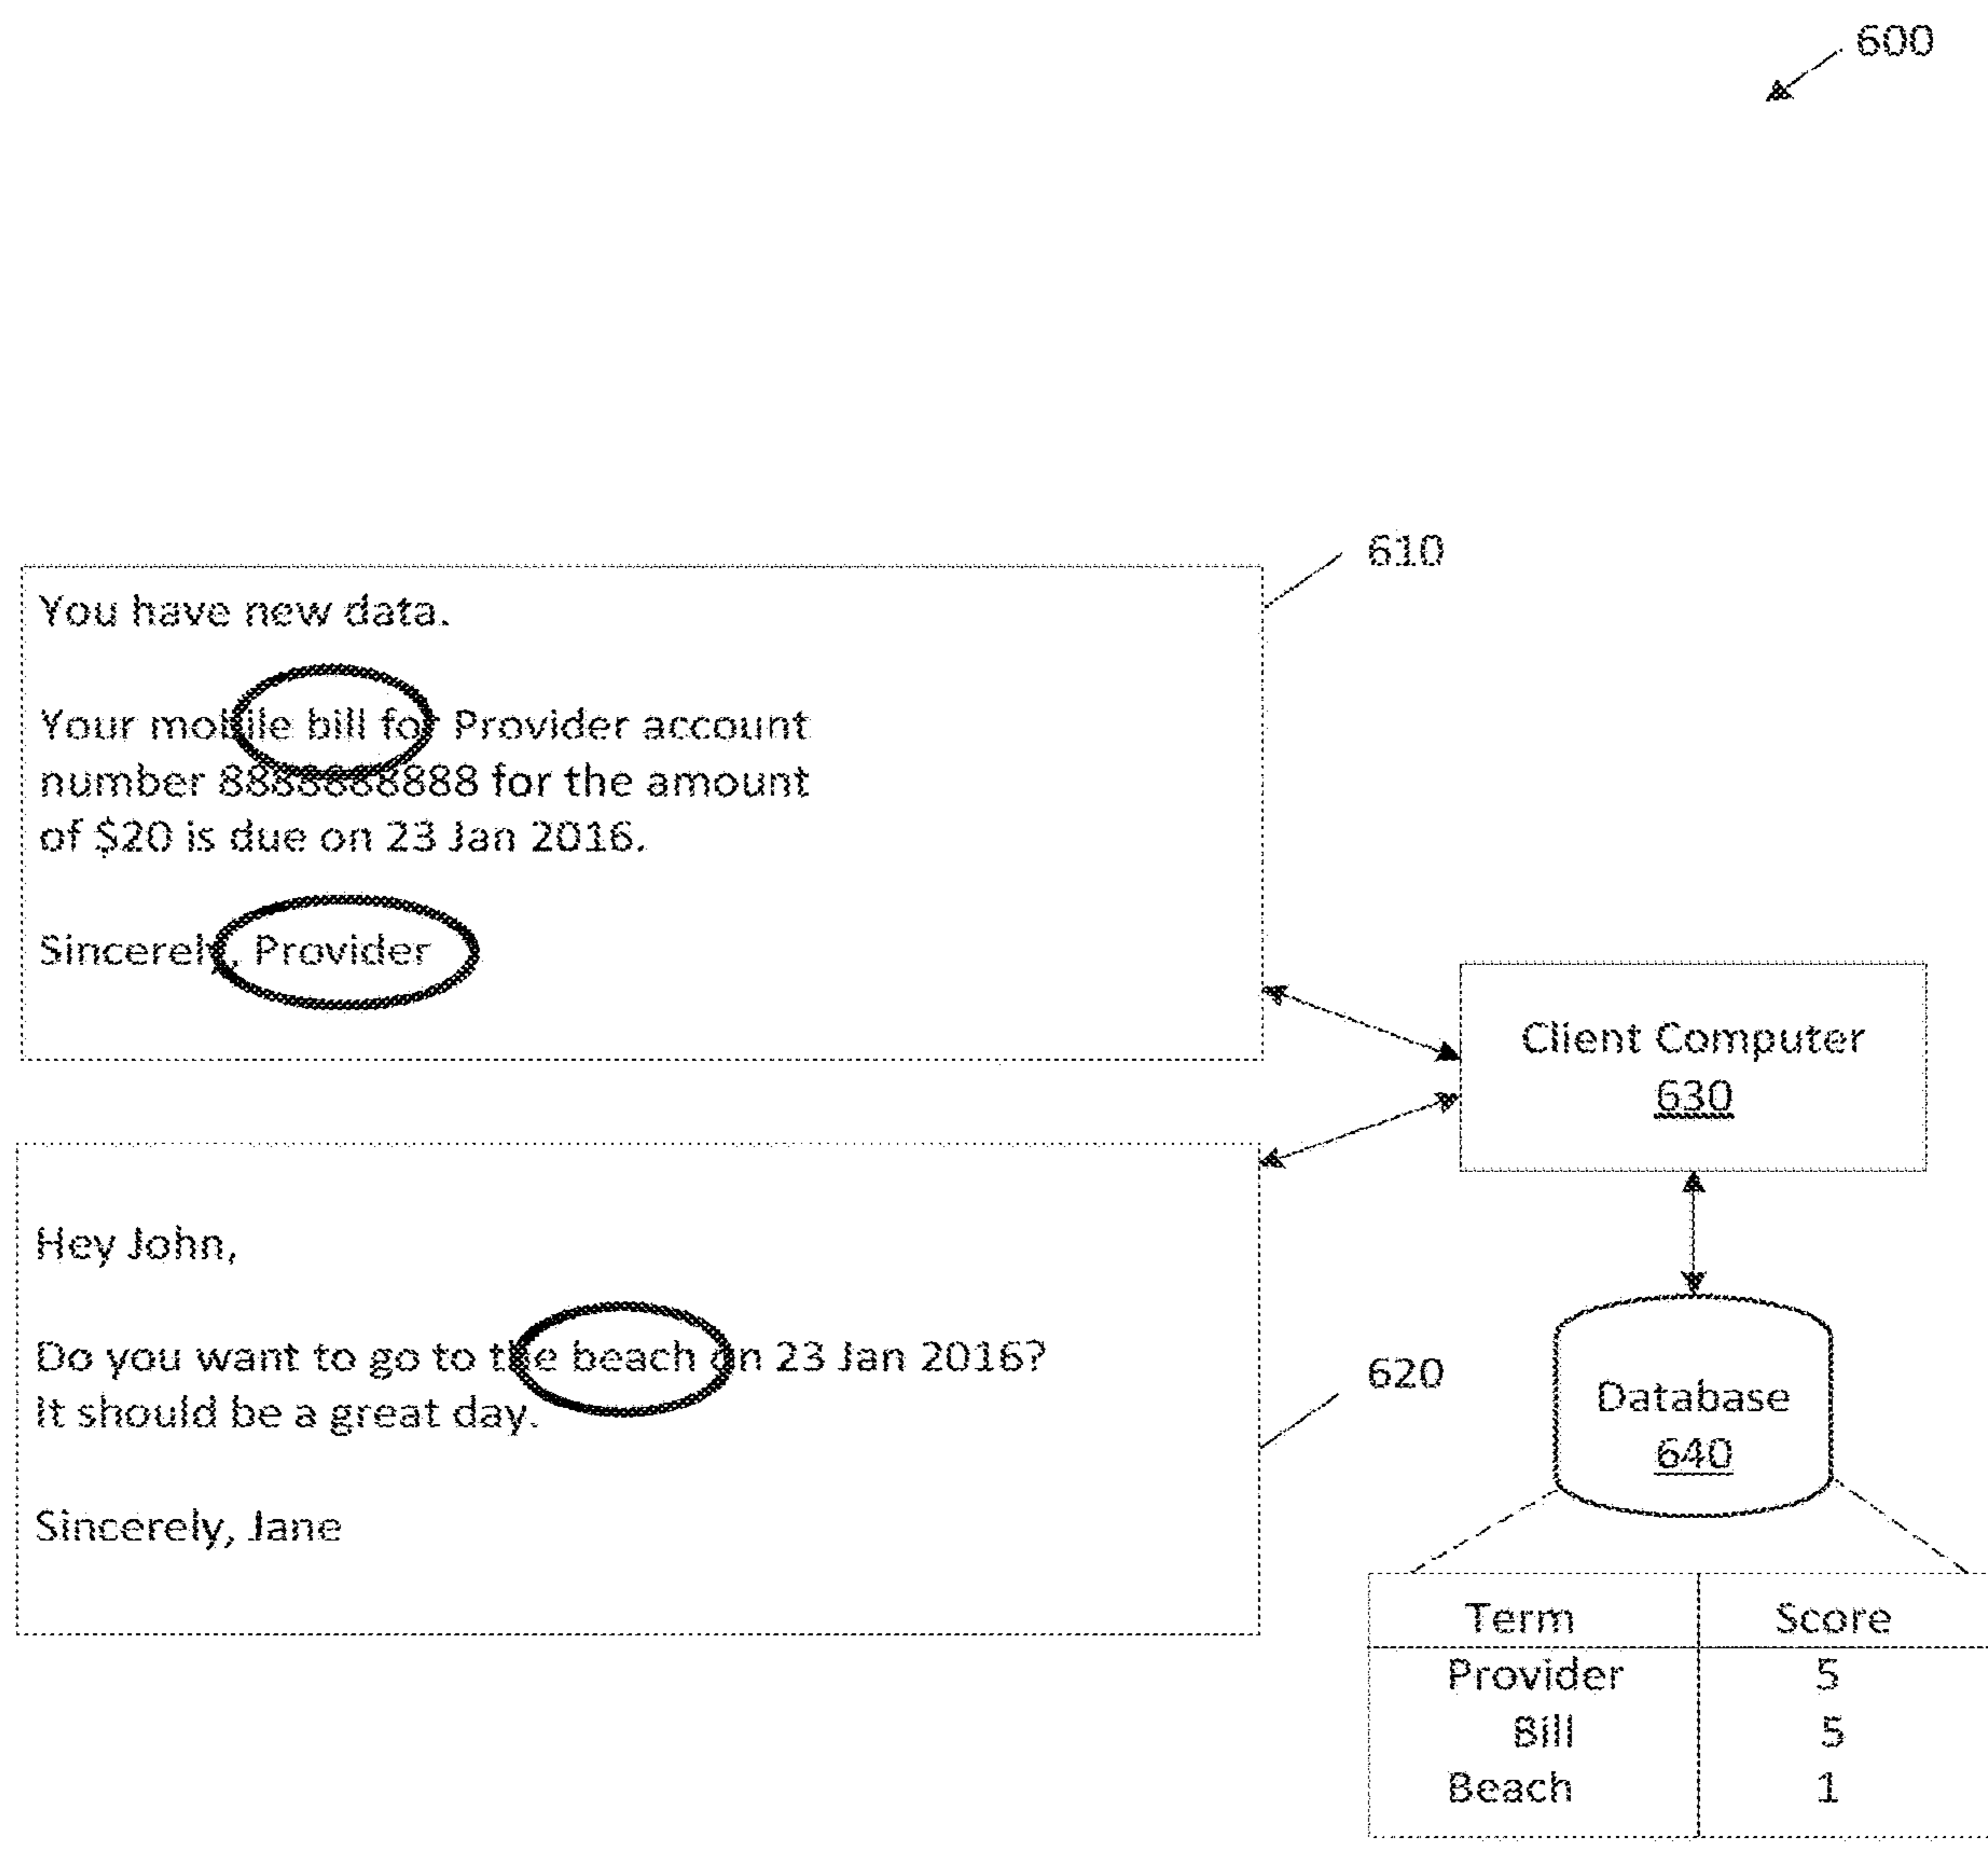 600
610
You have new data.
Your mobile bill for Provider account
number 8888888888 for the amount
of $20 is due on 23 Jan 2016.
Sincerely, Provider
Client Computer
630
Hey John,
Do you want to go to the beach on 23 Jan 2016?
It should be a great day.
Sincerely, Jane
620
Database
640
Term Score
Provider 5
Bill 5
Beach 1